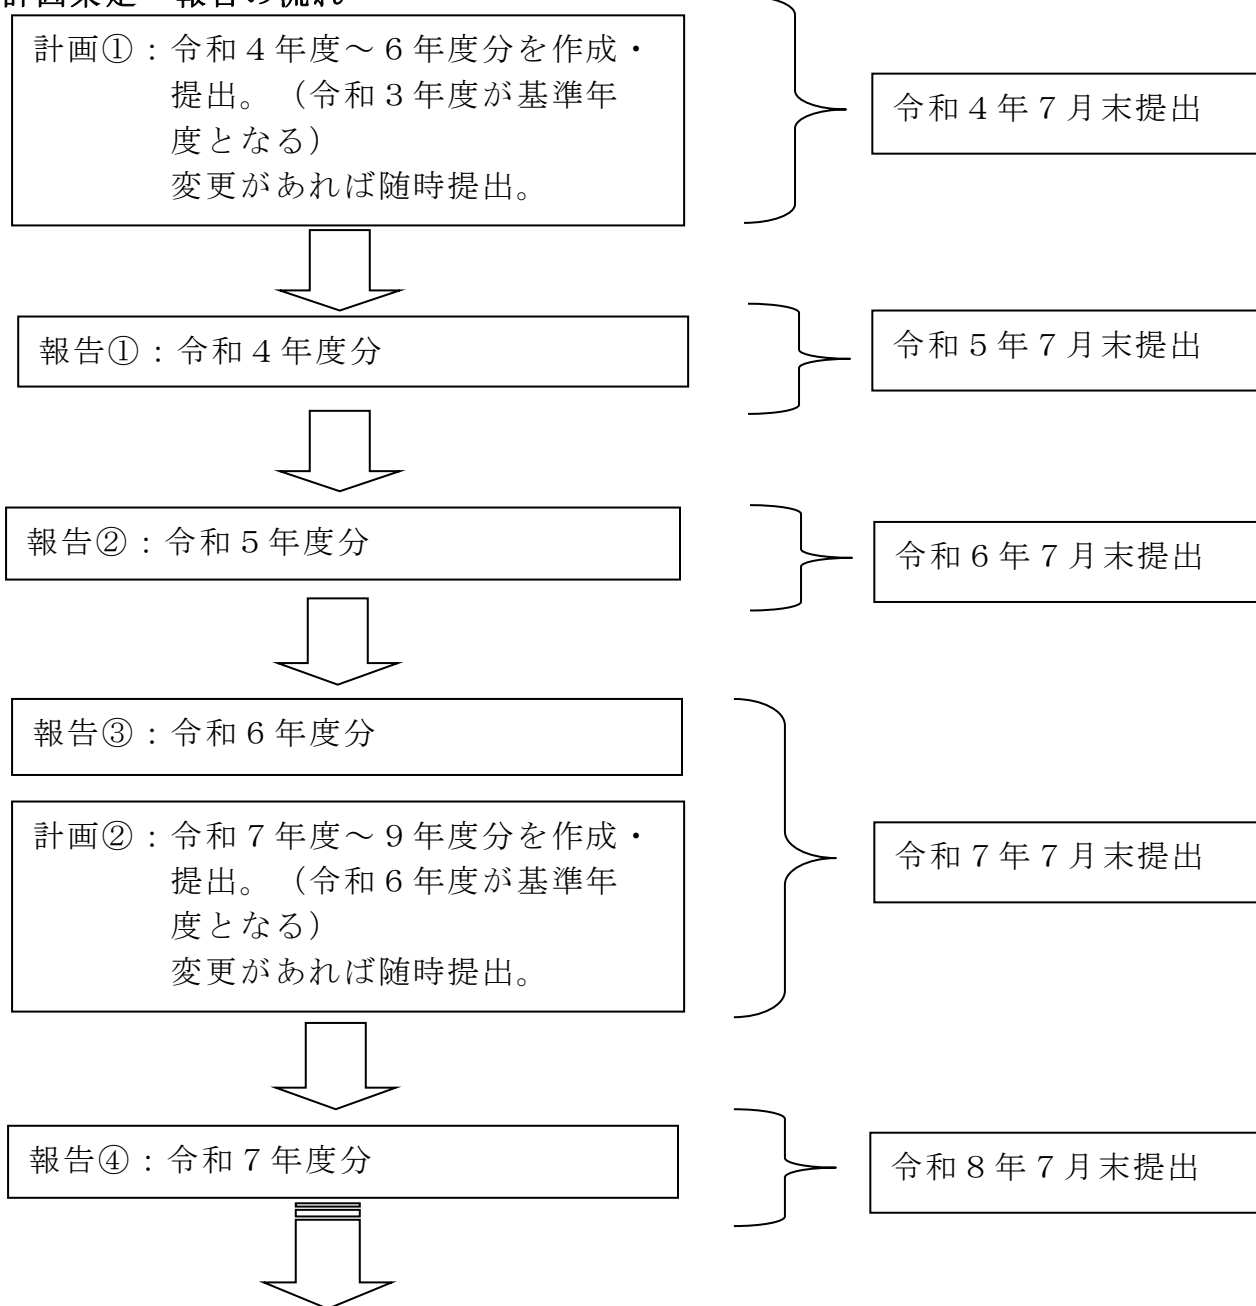 計画策定・報告の流れ
計画①：令和４年度～６年度分を作成・
提出。（令和３年度が基準年
度となる）
変更があれば随時提出。
令和４年７月末提出
報告①：令和４年度分
令和５年７月末提出
報告②：令和５年度分
令和６年７月末提出
報告③：令和６年度分
計画②：令和７年度～９年度分を作成・
提出。（令和６年度が基準年
度となる）
変更があれば随時提出。
令和７年７月末提出
報告④：令和７年度分
令和８年７月末提出